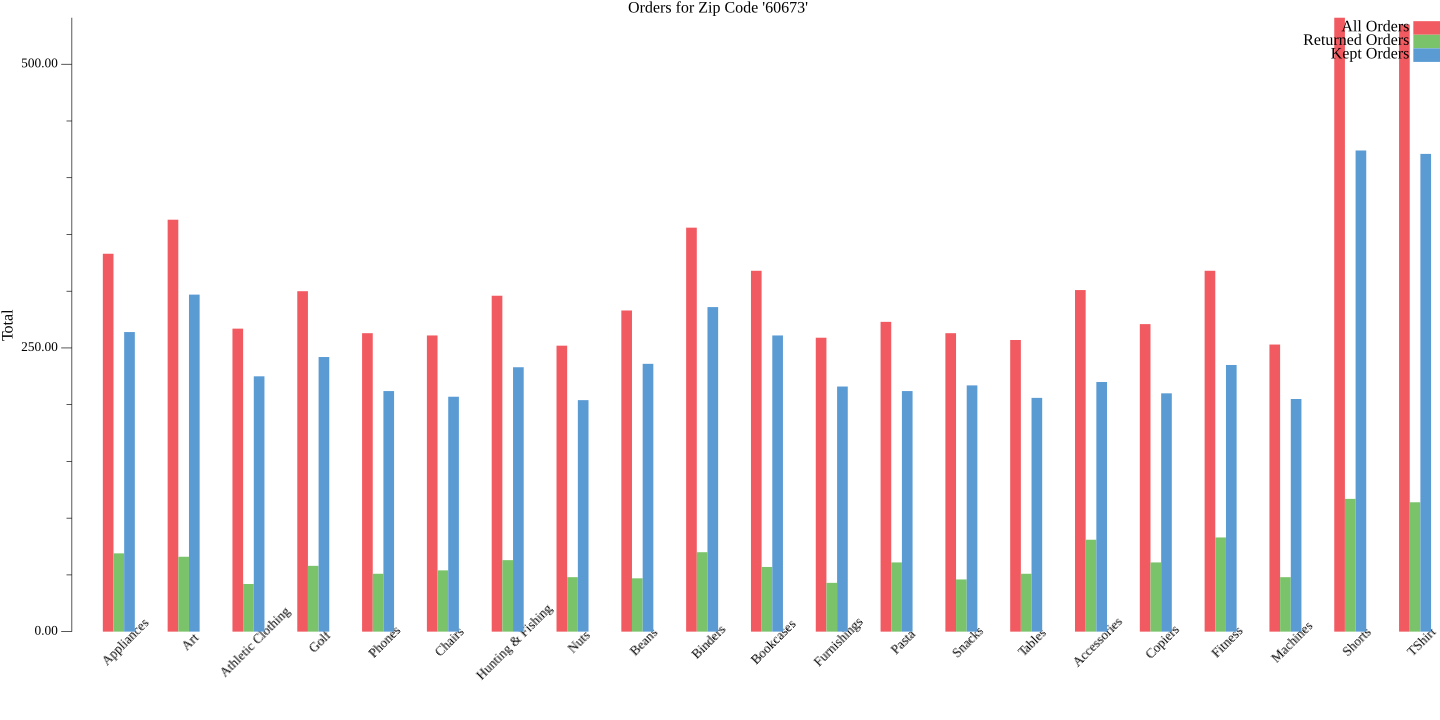 Orders for Zip Code '60673'
All Orders
Returned Orders
Kept Orders
500.00
250.00
0.00
Total
Appliances
Art
Athletic Clothing
Golf
Phones
Chairs
Hunting & Fishing
Nuts
Beans
Binders
Bookcases
Furnishings
Pasta
Snacks
Tables
Accessories
Copiers
Fitness
Machines
Shorts
TShirt